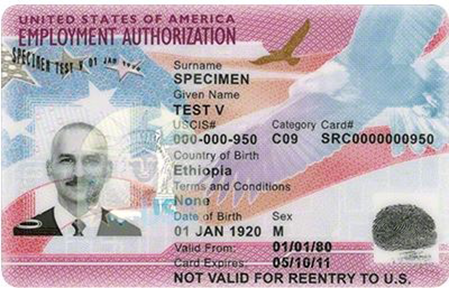 UNITED STATES OF AMERICA
EMPLOYMENT AUTHORIZATION
SPECIMEN TEST V 01 JAN
Surname
SPECIMEN
Given Name
TEST V
USCIS# Category Card#
000-000-950 C09 SRC0000000950
Country of Birth
Ethiopia
Terms and Conditions
None
Date of Birth Sex
01 JAN 1920 M
Valid From: 01/01/80
Card Expires: 05/10/11
NOT VALID FOR REENTRY TO U.S.